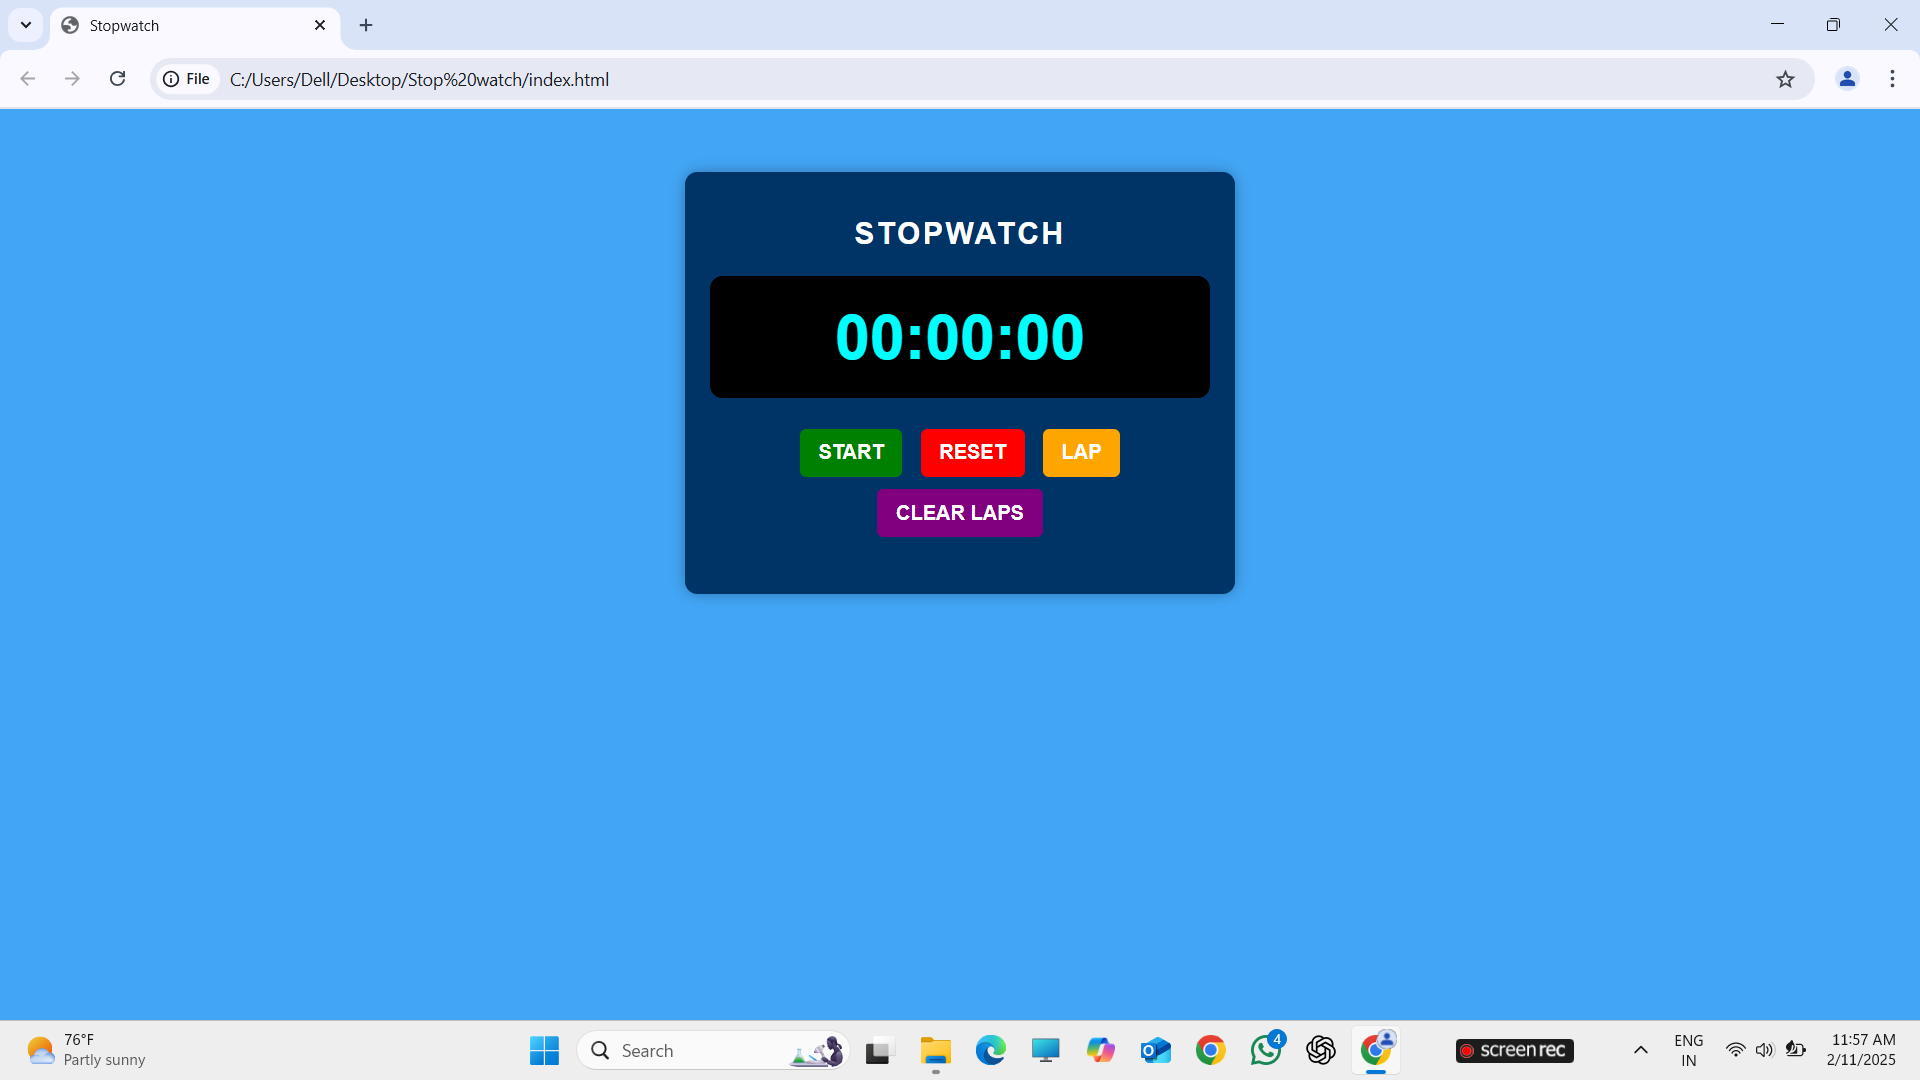 Stopwatch
File C:/Users/Dell/Desktop/Stop%20watch/index.html
STOPWATCH
00:00:00
START RESET LAP
CLEAR LAPS
76°F
Partly sunny
Search
4
screenrec
ENG
IN
11:57 AM
2/11/2025